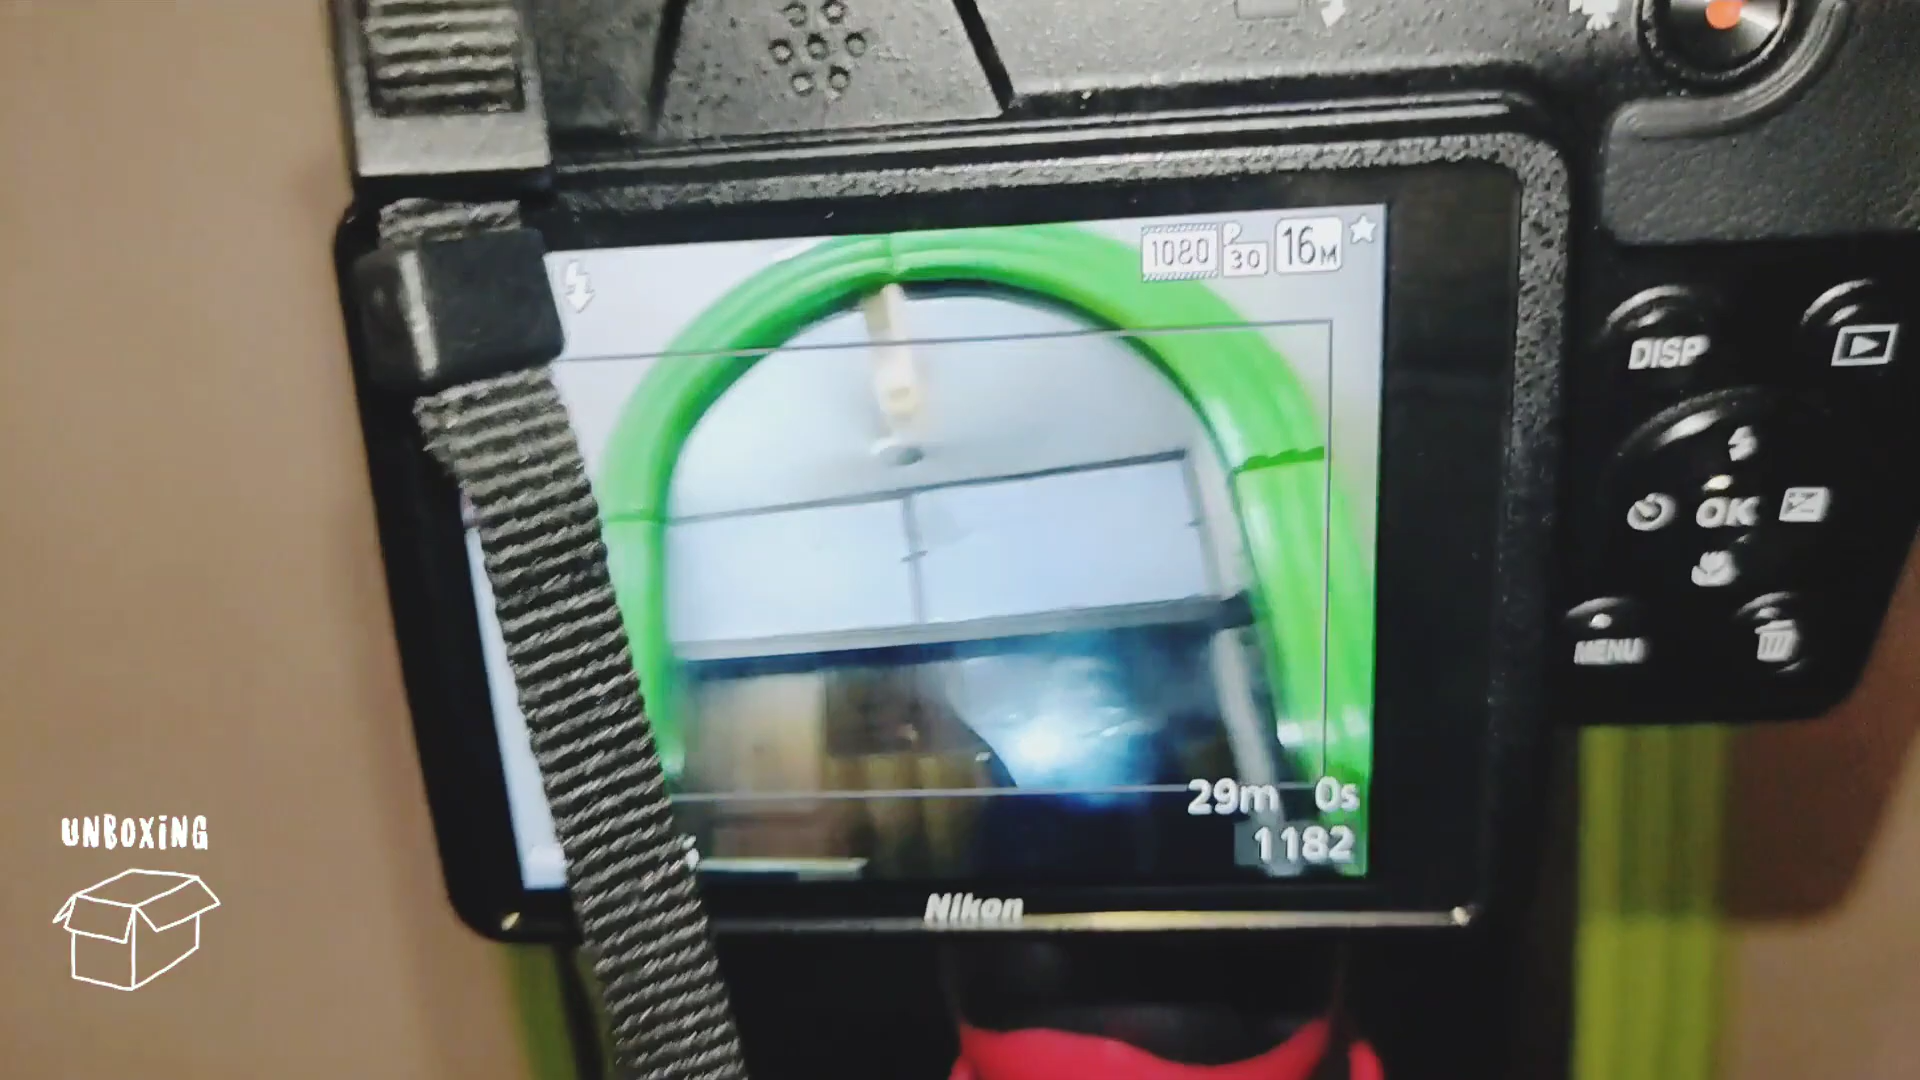 1080 P 30 16M
DISP
OK
MENU
29m 0s
1182
Nikon
UNBOXING